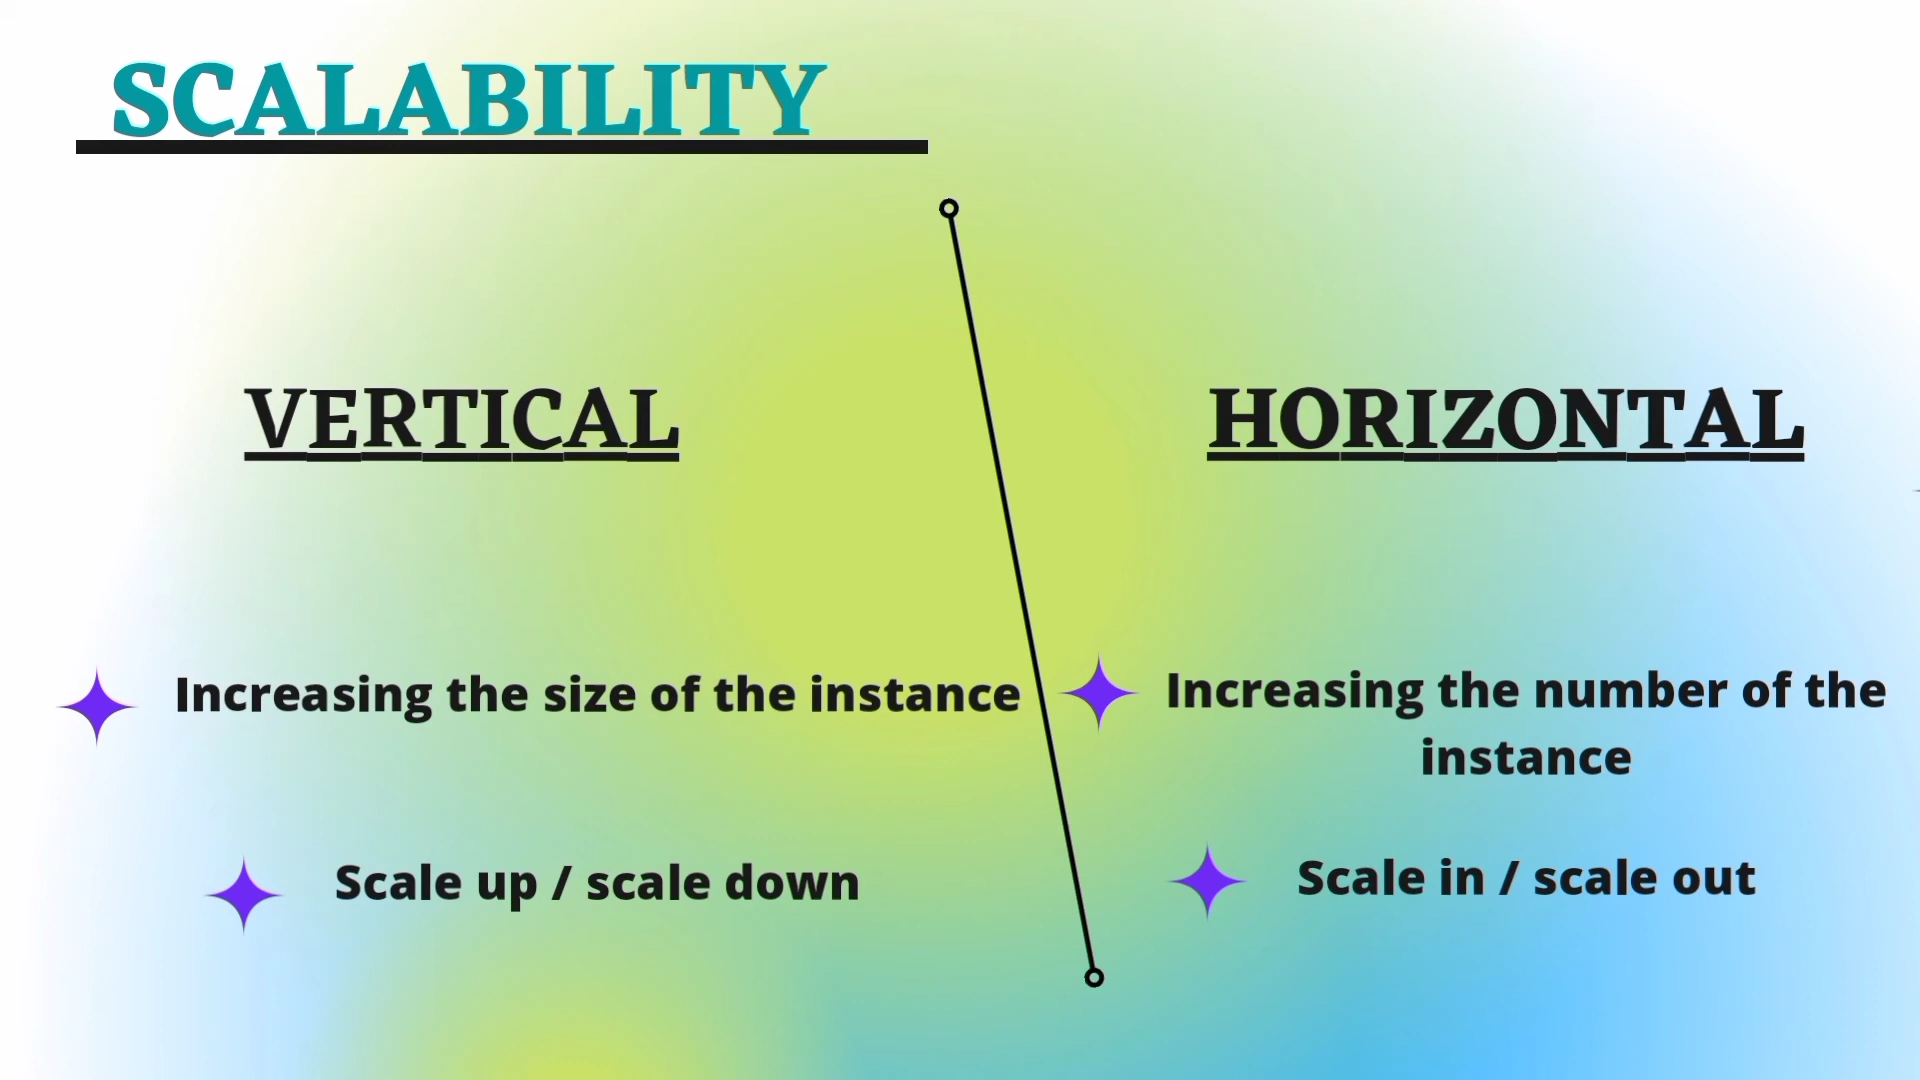 SCALABILITY
VERTICAL
Increasing the size of the instance
Scale up / scale down
HORIZONTAL
Increasing the number of the
instance
Scale in / scale out